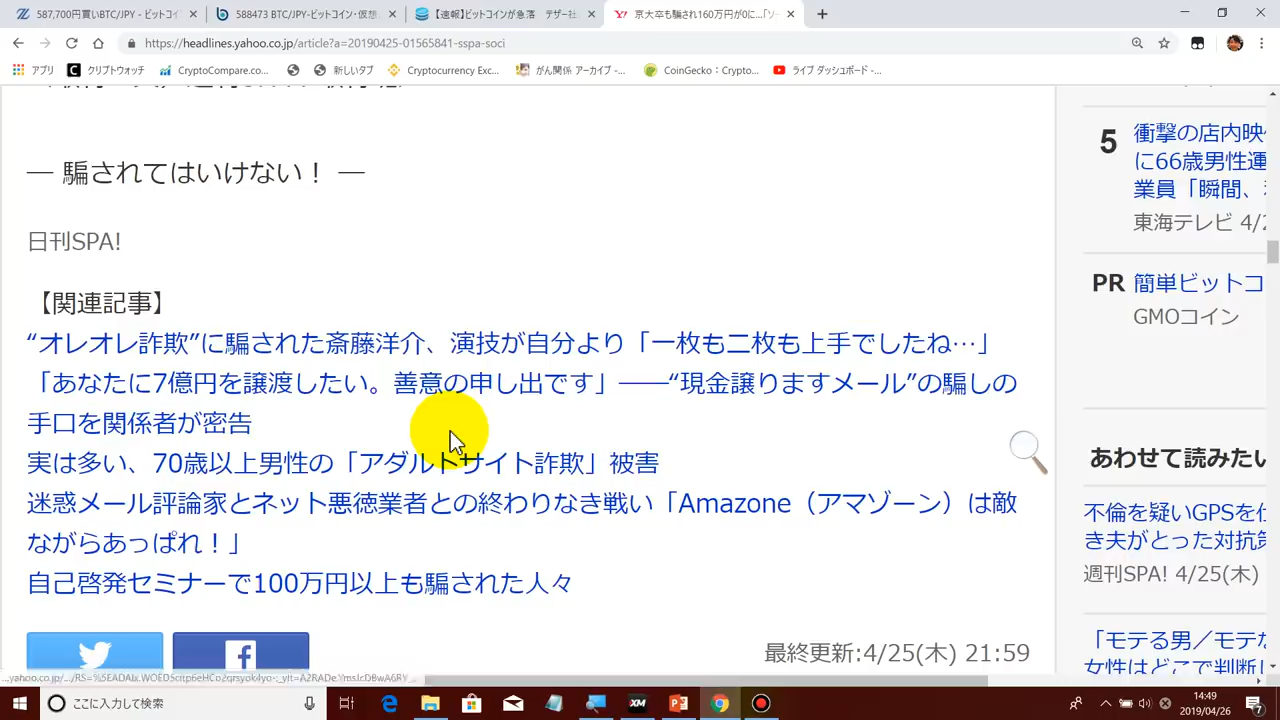 587,700円買いBTC/JPY - ビットコイ
588473 BTC/JPY-ビットコイン・仮想
【速報】ビットコインが急落 テザー社
京大卒も騙され160万円が0に…「ソ
https://headlines.yahoo.co.jp/article?a=20190425-01565841-sspa-soci
アプリ
クリプトウォッチ
CryptoCompare.co...
新しいタブ
Cryptocurrency Exc...
がん関係 アーカイブ -...
CoinGecko：Crypto...
ライブ ダッシュボード -...
― 騙されてはいけない！ ―
日刊SPA!
【関連記事】
“オレオレ詐欺”に騙された斎藤洋介、演技が自分より「一枚も二枚も上手でしたね…」
「あなたに7億円を譲渡したい。善意の申し出です」――“現金譲りますメール”の騙しの
手口を関係者が密告
実は多い、70歳以上男性の「アダルトサイト詐欺」被害
迷惑メール評論家とネット悪徳業者との終わりなき戦い「Amazone（アマゾーン）は敵
ながらあっぱれ！」
自己啓発セミナーで100万円以上も騙された人々
最終更新:4/25(木) 21:59
5
衝撃の店内映
に66歳男性運
業員「瞬間、
東海テレビ 4/2
PR 簡単ビットコ
GMOコイン
あわせて読みたい
不倫を疑いGPSを仕
き夫がとった対抗策
週刊SPA! 4/25(木)
「モテる男／モテな
女性はどこで判断し
ここに入力して検索
XM
14:49
2019/04/26
7